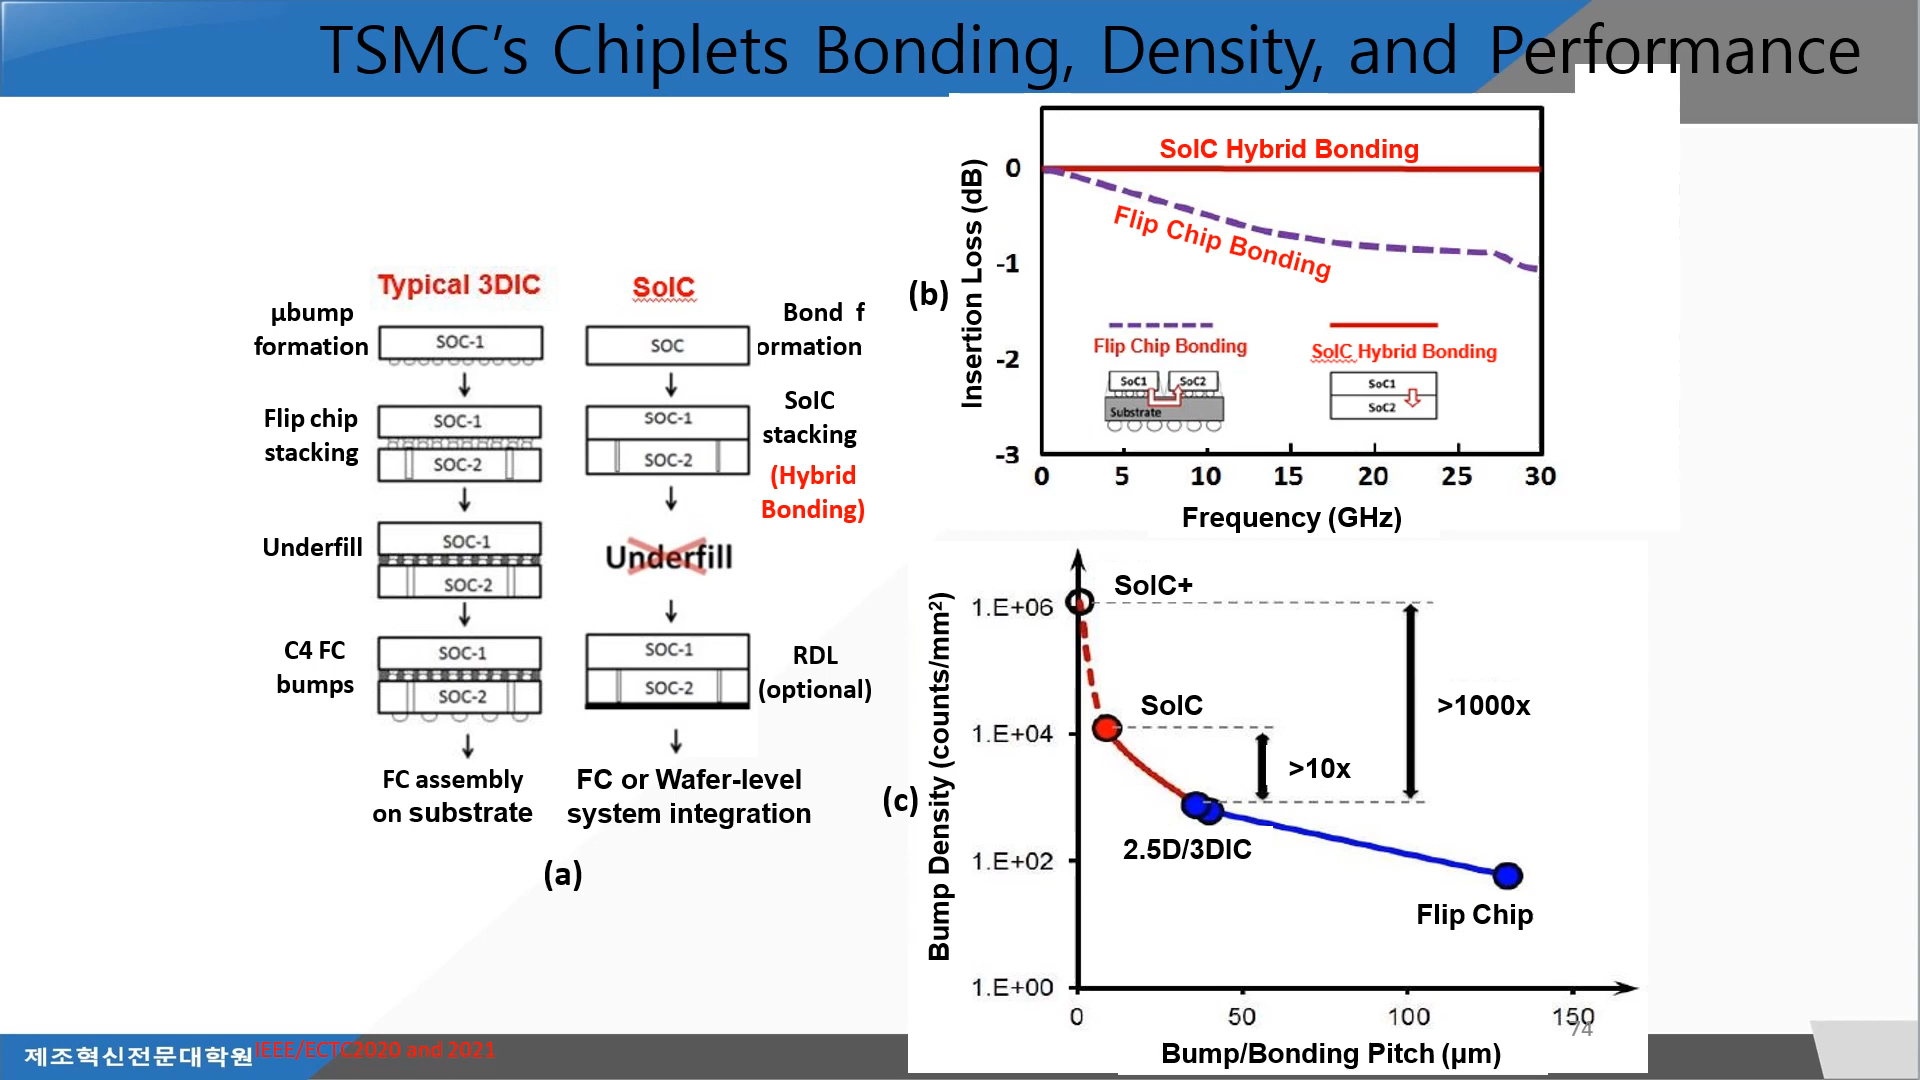 TSMC's Chiplets Bonding, Density, and Performance
Typical 3DIC
SoIC
μbump
formation
SOC-1
SOC
Bond f
ormation
Flip chip
stacking
SOC-1
SOC-2
SOC-1
SOC-2
SoIC
stacking
(Hybrid
Bonding)
Underfill
SOC-1
SOC-2
Underfill
C4 FC
bumps
SOC-1
SOC-2
SOC-1
SOC-2
RDL
(optional)
FC assembly
on substrate
FC or Wafer-level
system integration
(a)
(b)
Insertion Loss (dB)
0
-1
-2
-3
SoIC Hybrid Bonding
Flip Chip Bonding
Flip Chip Bonding
SoIC Hybrid Bonding
SoC1
SoC2
Substrate
SoC1
SoC2
0
5
10
15
20
25
30
Frequency (GHz)
(c)
Bump Density (counts/mm²)
1.E+06
1.E+04
1.E+02
1.E+00
SoIC+
SoIC
>1000x
>10x
2.5D/3DIC
Flip Chip
0
50
100
150
Bump/Bonding Pitch (μm)
74
제조혁신전문대학원
IEEE/ECTC2020 and 2021